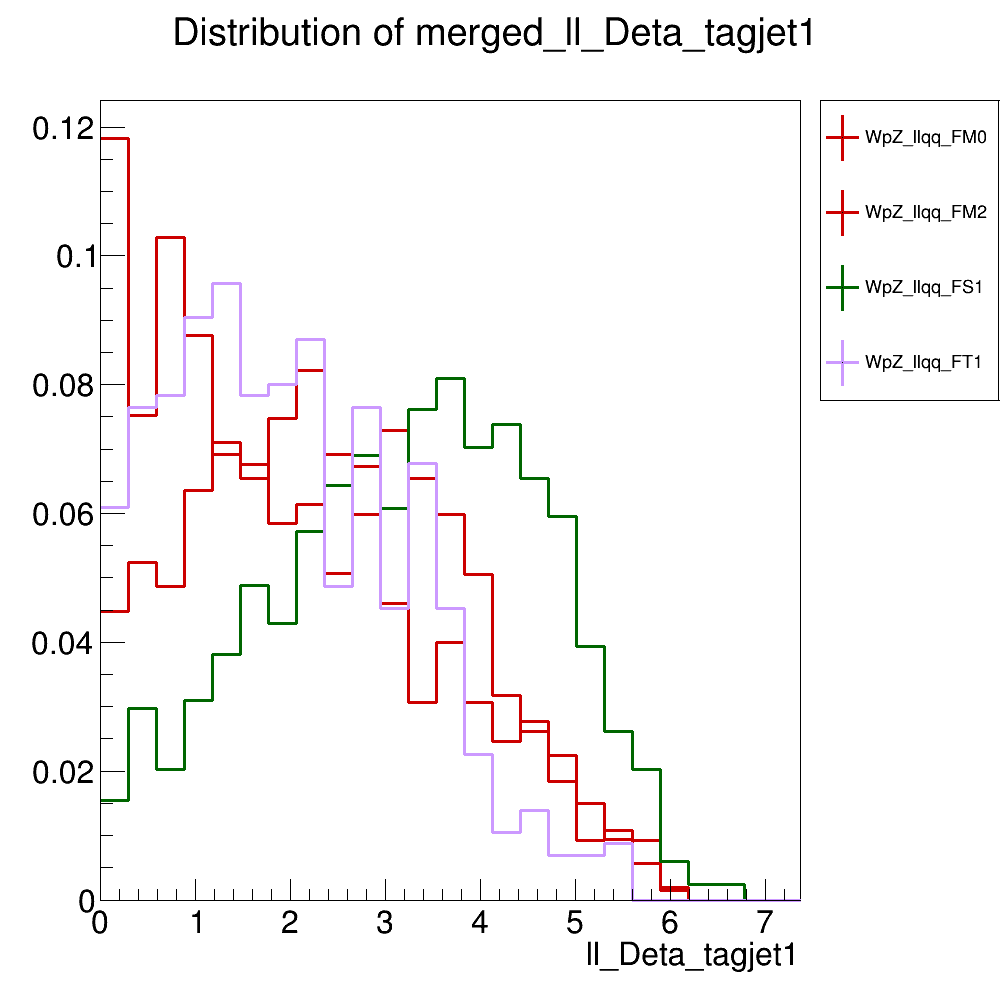 Distribution of merged_ll_Deta_tagjet1
0.12
0.1
0.08
0.06
0.04
0.02
0
0 1 2 3 4 5 6 7
ll_Deta_tagjet1
WpZ_llqq_FM0
WpZ_llqq_FM2
WpZ_llqq_FS1
WpZ_llqq_FT1